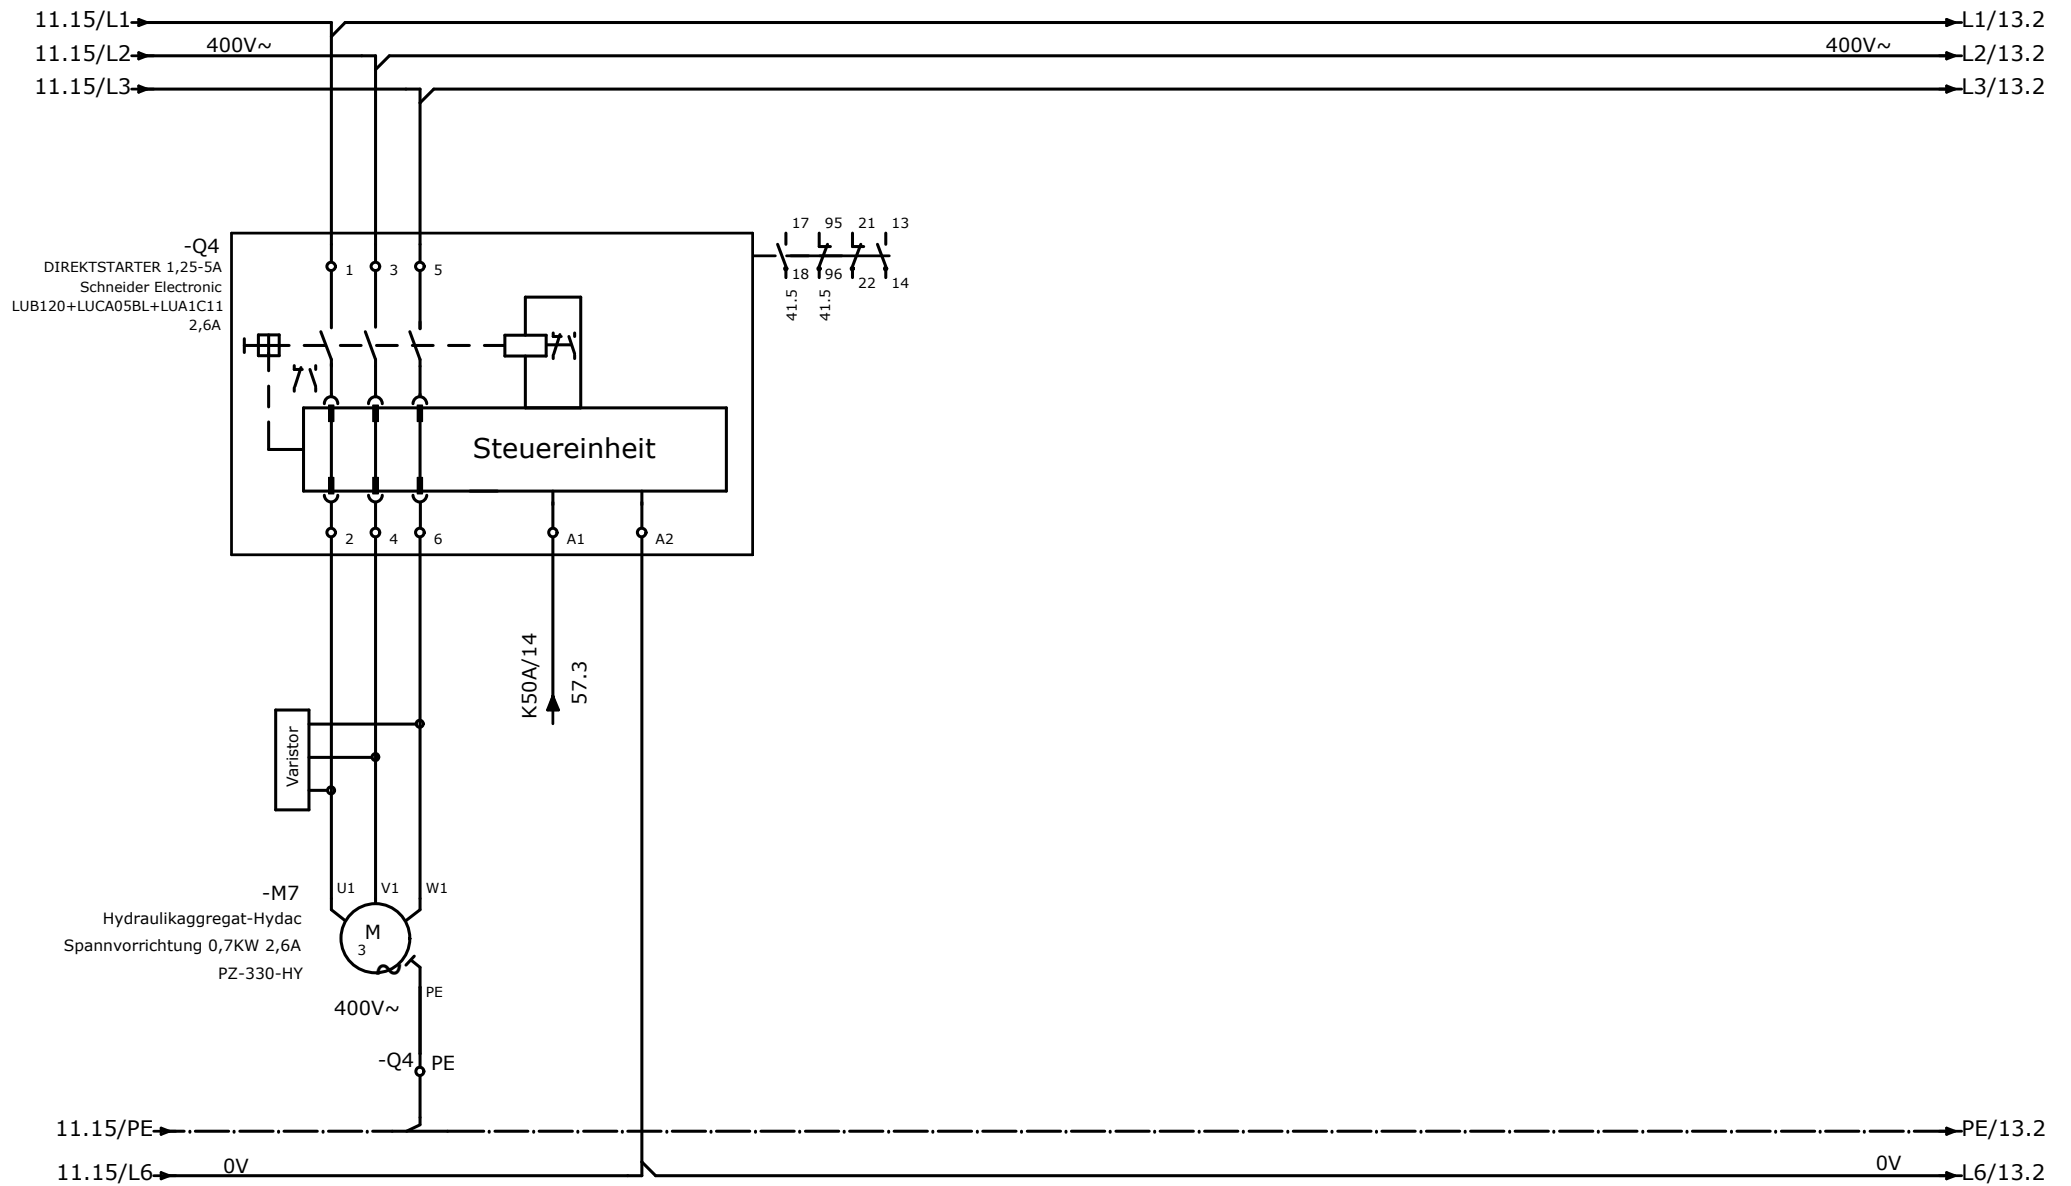 11.15/L1
L1/13.2
400V~
400V~
11.15/L2
L2/13.2
11.15/L3
L3/13.2
17 95 21 13
18 96 22 14
41.5 41.5
-Q4
DIREKTSTARTER 1,25-5A
Schneider Electronic
LUB120+LUCA05BL+LUA1C11
2,6A
1 3 5
Steuereinheit
2 4 6 A1 A2
K50A/14
57.3
Varistor
U1 V1 W1
-M7
Hydraulikaggregat-Hydac
Spannvorrichtung 0,7KW 2,6A
PZ-330-HY
M
3
PE
400V~
-Q4 PE
11.15/PE
PE/13.2
0V
0V
11.15/L6
L6/13.2